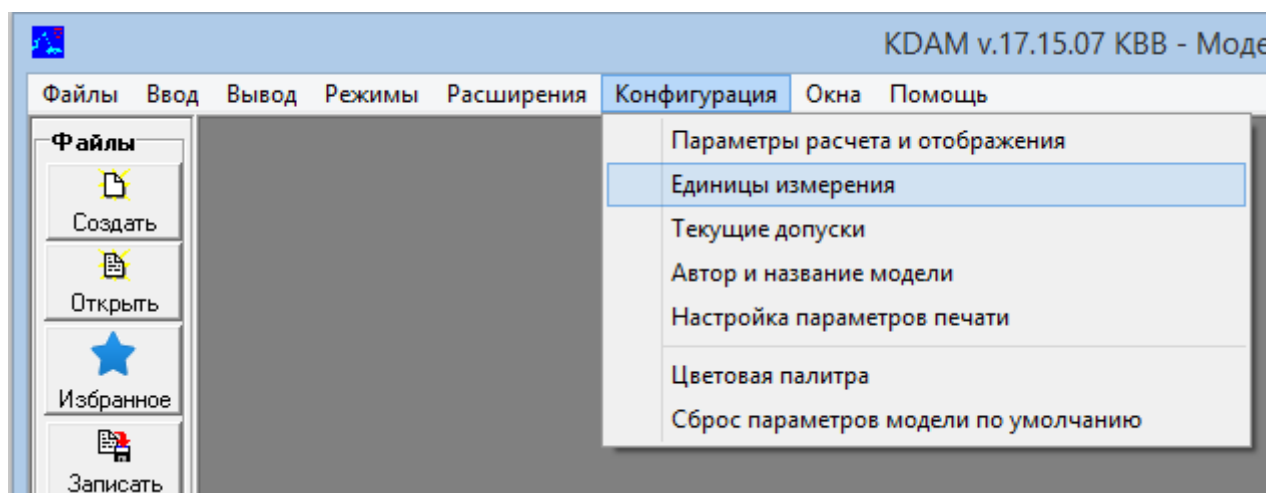 KDAM v.17.15.07 KBB - Моде
Файлы Ввод Вывод Режимы Расширения Конфигурация Окна Помощь
Файлы
Создать
Открыть
Избранное
Записать
Параметры расчета и отображения
Единицы измерения
Текущие допуски
Автор и название модели
Настройка параметров печати
Цветовая палитра
Сброс параметров модели по умолчанию